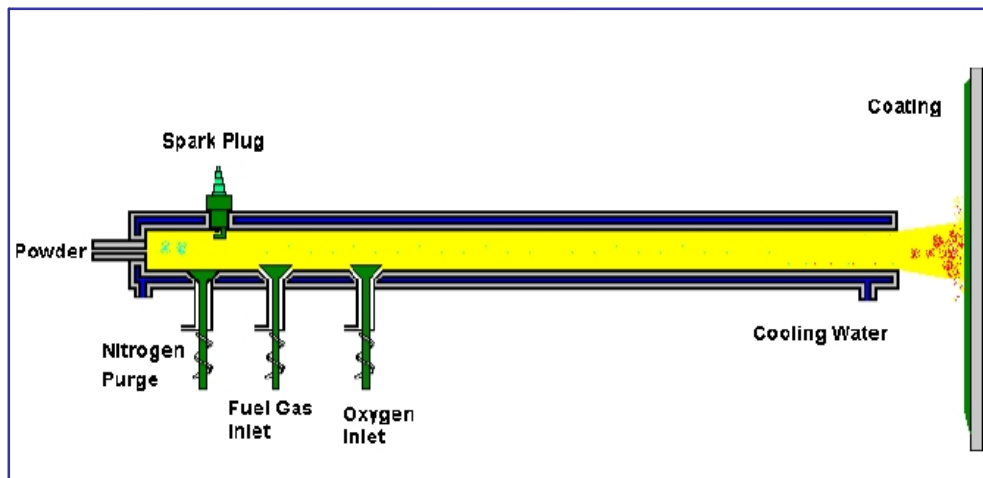 Coating
Spark Plug
Powder
Cooling Water
Nitrogen
Purge
Fuel Gas
Inlet
Oxygen
Inlet